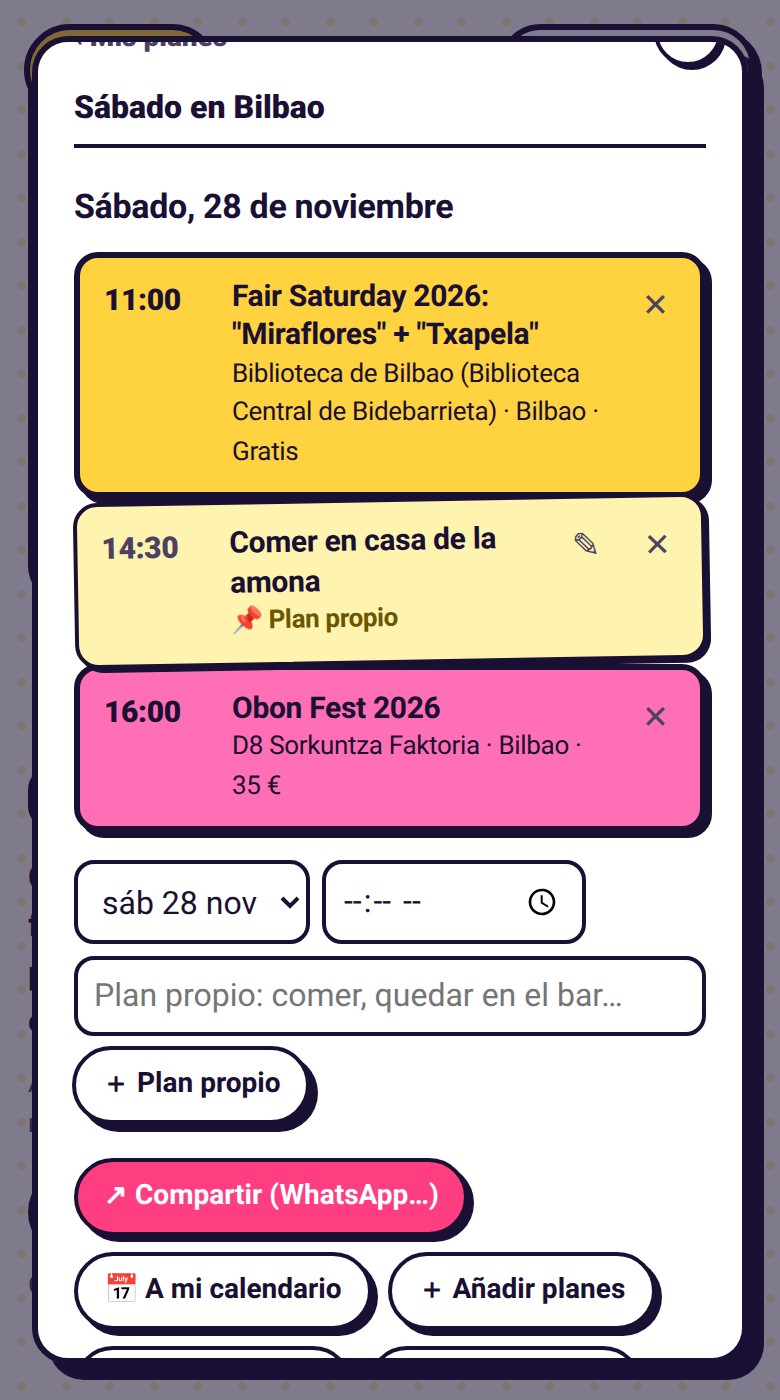 Mis planes
Sábado en Bilbao
Sábado, 28 de noviembre
11:00
Fair Saturday 2026:
"Miraflores" + "Txapela"
✕
Biblioteca de Bilbao (Biblioteca
Central de Bidebarrieta) · Bilbao ·
Gratis
14:30
Comer en casa de la
amona
✎ ✕
📌 Plan propio
16:00
Obon Fest 2026
✕
D8 Sorkuntza Faktoria · Bilbao ·
35 €
sáb 28 nov
--:-- --
Plan propio: comer, quedar en el bar…
+ Plan propio
↗ Compartir (WhatsApp…)
📅 A mi calendario
+ Añadir planes